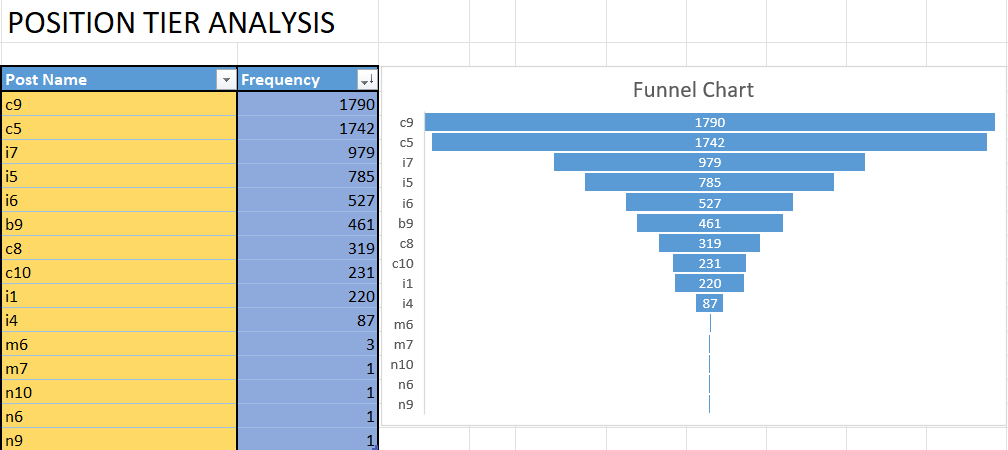 POSITION TIER ANALYSIS
Post Name Frequency
c9 1790
c5 1742
i7 979
i5 785
i6 527
b9 461
c8 319
c10 231
i1 220
i4 87
m6 3
m7 1
n10 1
n6 1
n9 1
Funnel Chart
c9 1790
c5 1742
i7 979
i5 785
i6 527
b9 461
c8 319
c10 231
i1 220
i4 87
m6
m7
n10
n6
n9